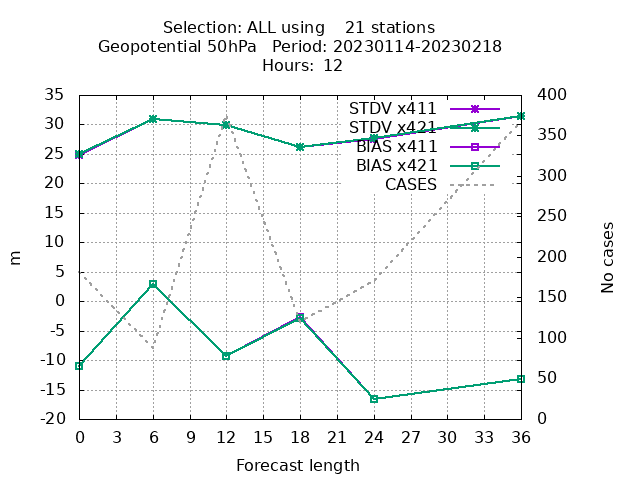 Selection: ALL using    21 stations
Geopotential 50hPa   Period: 20230114-20230218
Hours: 12
35
30
25
20
15
10
5
0
-5
-10
-15
-20
m
400
350
300
250
200
150
100
50
0
No cases
STDV x411
STDV x421
BIAS x411
BIAS x421
CASES
0 3 6 9 12 15 18 21 24 27 30 33 36
Forecast length